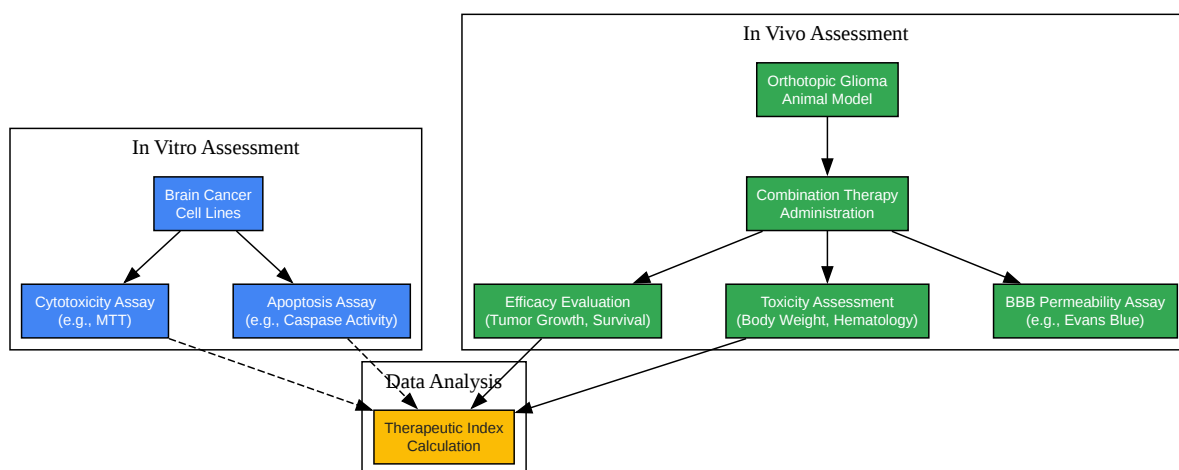 In Vivo Assessment
Orthotopic Glioma
Animal Model
In Vitro Assessment
Brain Cancer
Cell Lines
Combination Therapy
Administration
Cytotoxicity Assay
(e.g., MTT)
Apoptosis Assay
(e.g., Caspase Activity)
Efficacy Evaluation
(Tumor Growth, Survival)
Toxicity Assessment
(Body Weight, Hematology)
BBB Permeability Assay
(e.g., Evans Blue)
Data Analysis
Therapeutic Index
Calculation